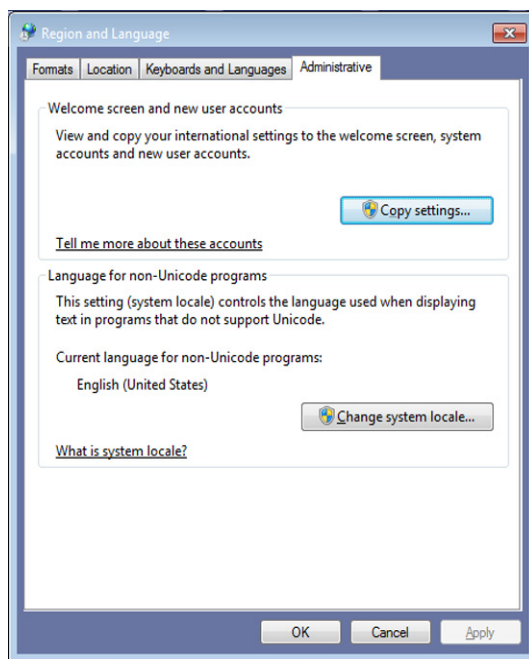 Region and Language
Formats Location Keyboards and Languages Administrative
Welcome screen and new user accounts
View and copy your international settings to the welcome screen, system
accounts and new user accounts.
Copy settings...
Tell me more about these accounts
Language for non-Unicode programs
This setting (system locale) controls the language used when displaying
text in programs that do not support Unicode.
Current language for non-Unicode programs:
English (United States)
Change system locale...
What is system locale?
OK Cancel Apply